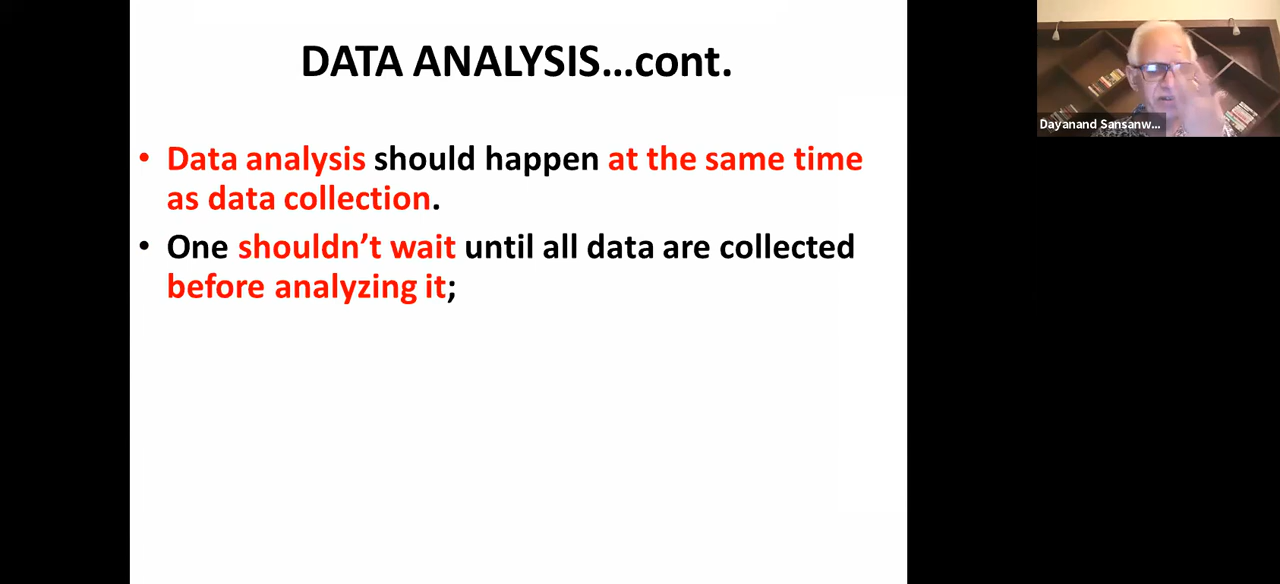 DATA ANALYSIS...cont.
• Data analysis should happen at the same time
as data collection.
• One shouldn’t wait until all data are collected
before analyzing it;
Dayanand Sansanw...